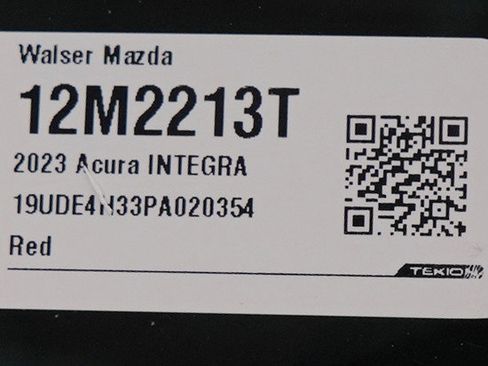 Walser Mazda
12M2213T
2023 Acura INTEGRA
19UDE4H33PA020354
Red
TEKION